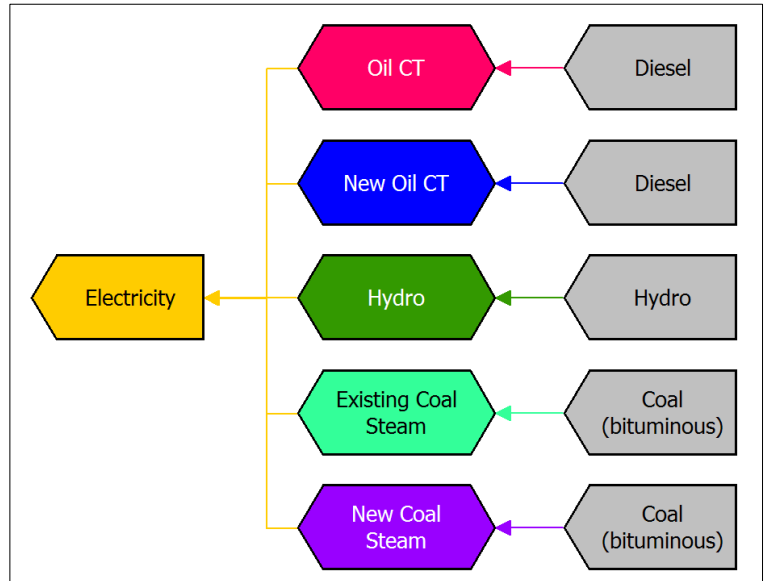 Oil CT
Diesel
New Oil CT
Diesel
Electricity
Hydro
Hydro
Existing Coal
Steam
Coal
(bituminous)
New Coal
Steam
Coal
(bituminous)